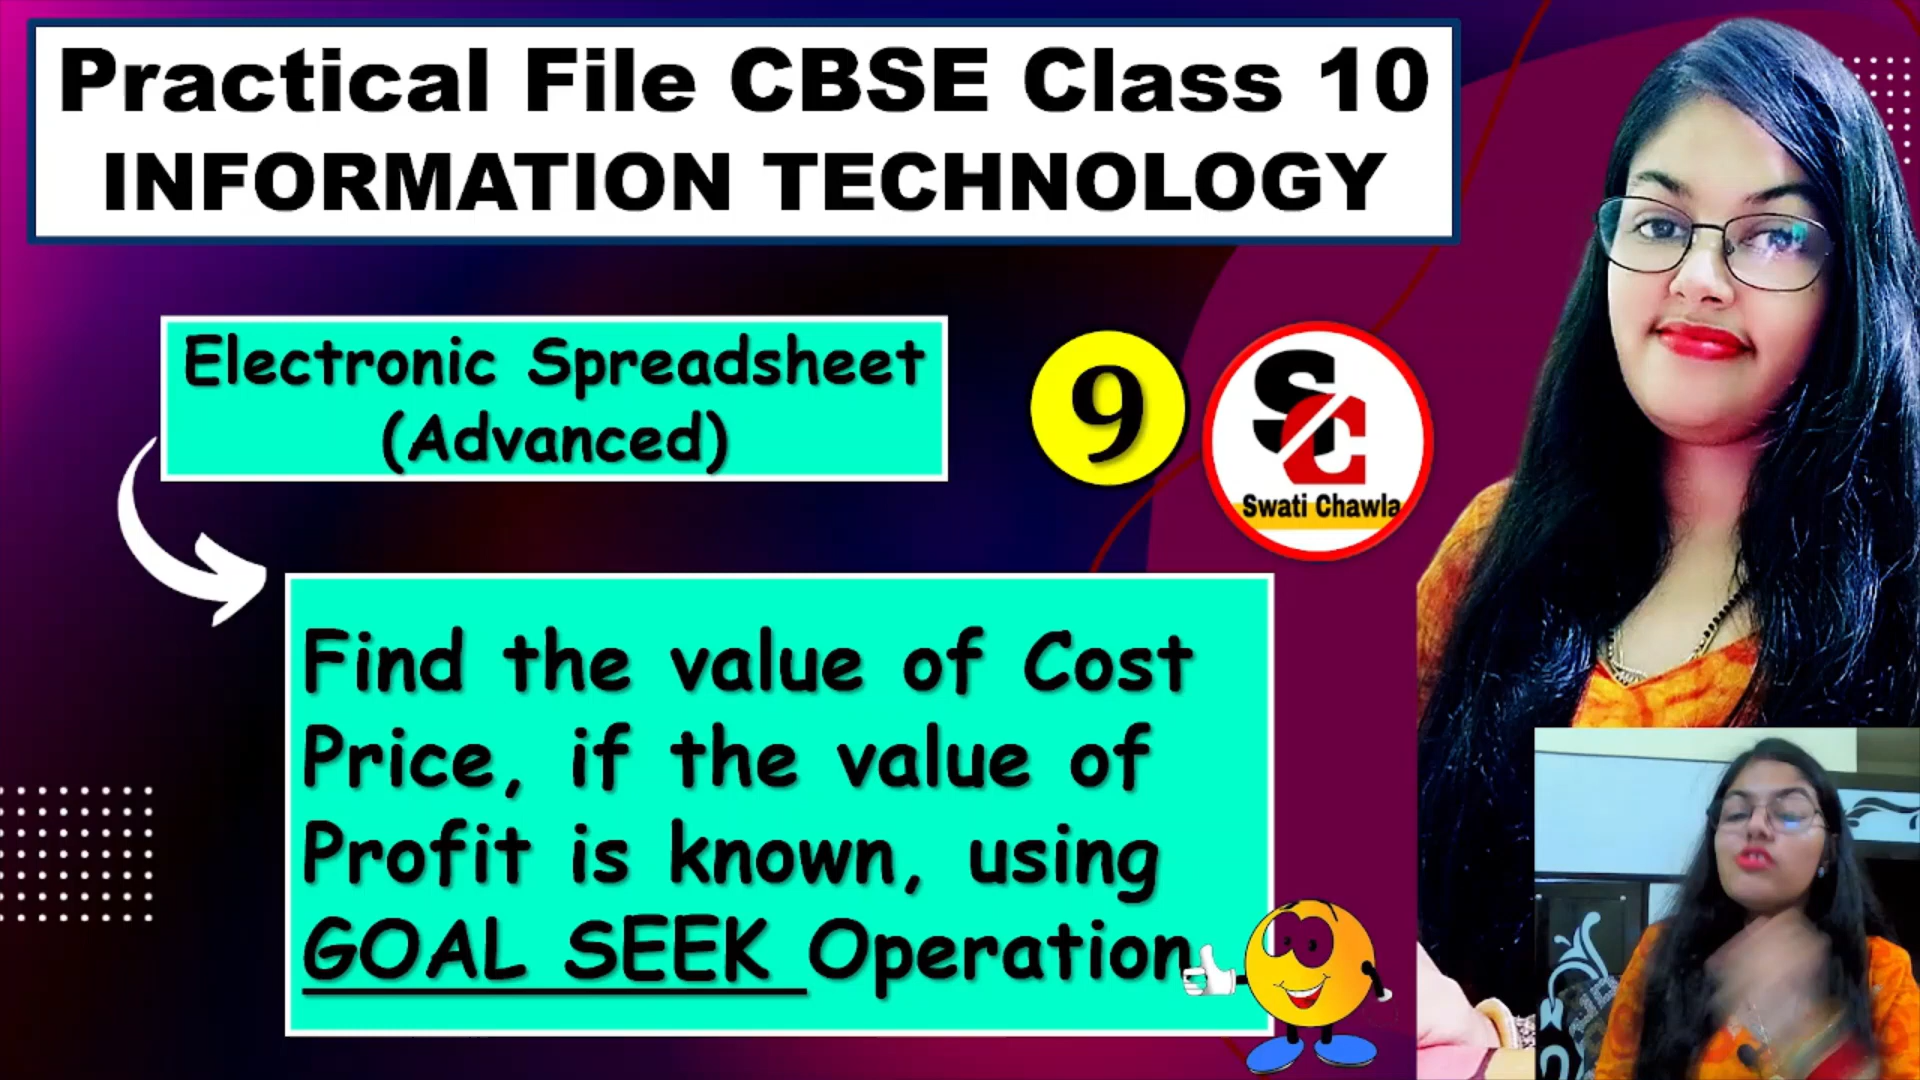 Practical File CBSE Class 10
INFORMATION TECHNOLOGY
Electronic Spreadsheet
(Advanced)
9
SC
Swati Chawla
Find the value of Cost
Price, if the value of
Profit is known, using
GOAL SEEK Operation